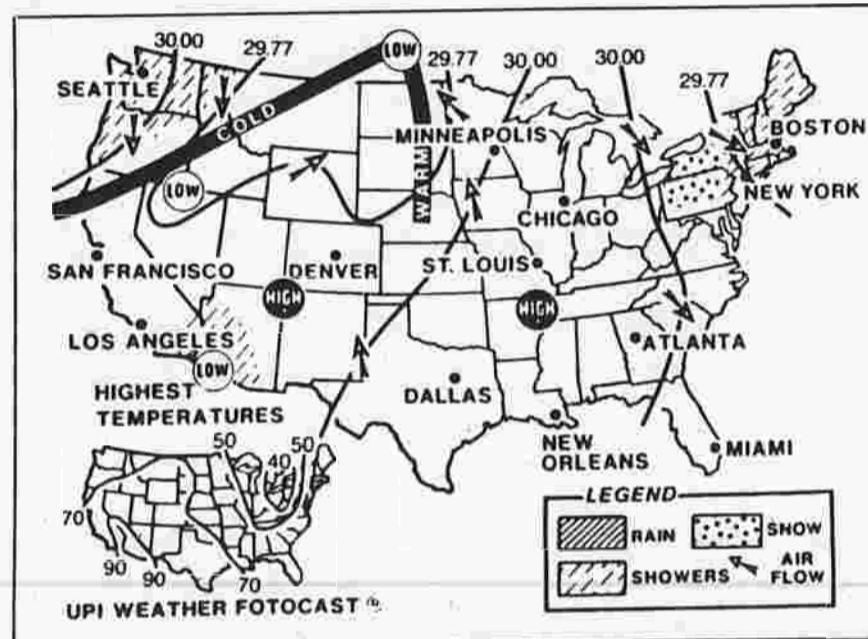 30.00
29.77
LOW
29.77
30.00
30.00
29.77
SEATTLE
COLD
MINNEAPOLIS
BOSTON
LOW
WARM
NEW YORK
CHICAGO
SAN FRANCISCO
DENVER
ST. LOUIS
HIGH
HIGH
LOS ANGELES
ATLANTA
LOW
HIGHEST
TEMPERATURES
DALLAS
NEW
ORLEANS
MIAMI
50
50
40
70
90
90
70
LEGEND
RAIN
SNOW
SHOWERS
AIR
FLOW
UPI WEATHER FOTOCAST